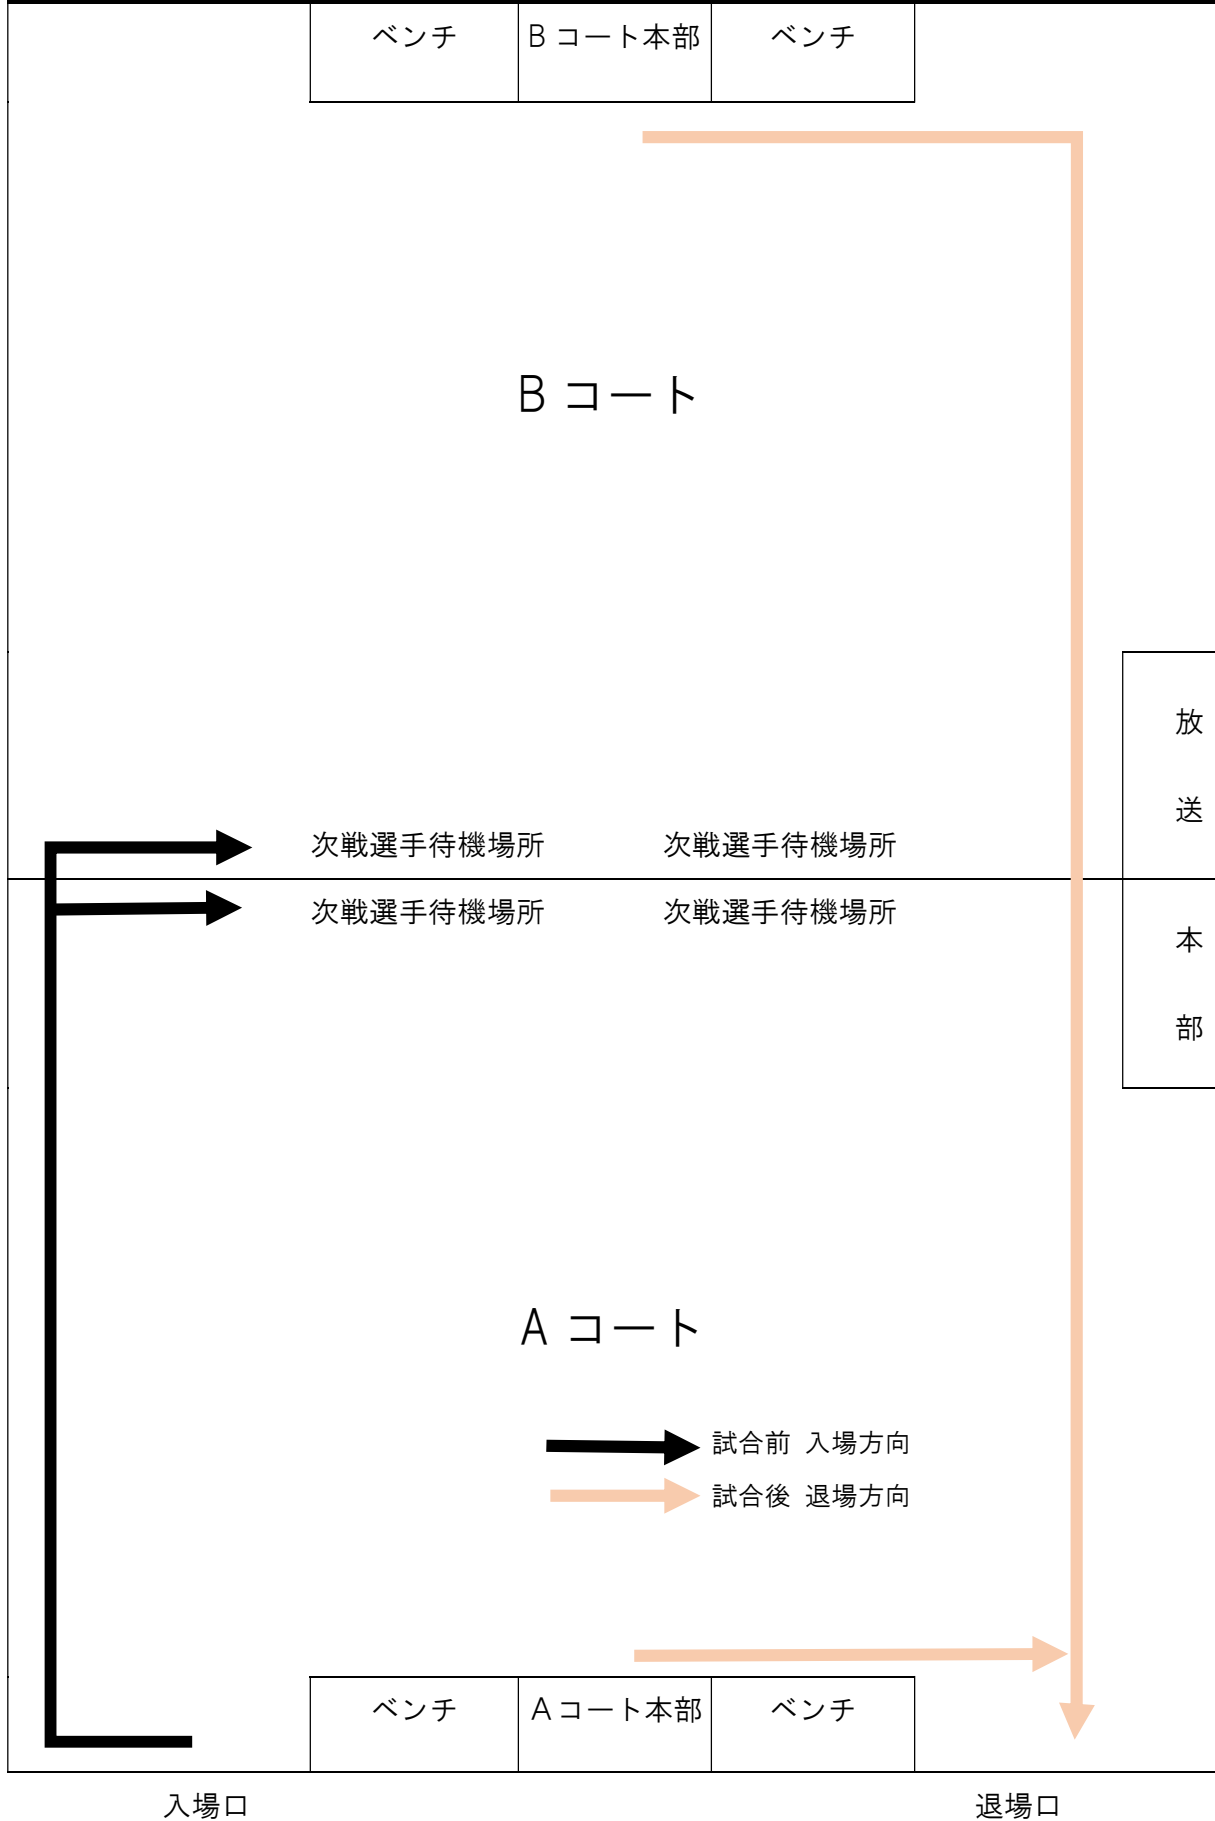 ベンチ
Bコート本部
ベンチ
B コート
放
送
次戦選手待機場所 次戦選手待機場所
次戦選手待機場所 次戦選手待機場所
本
部
A コート
試合前 入場方向
試合後 退場方向
ベンチ
Aコート本部
ベンチ
入場口
退場口